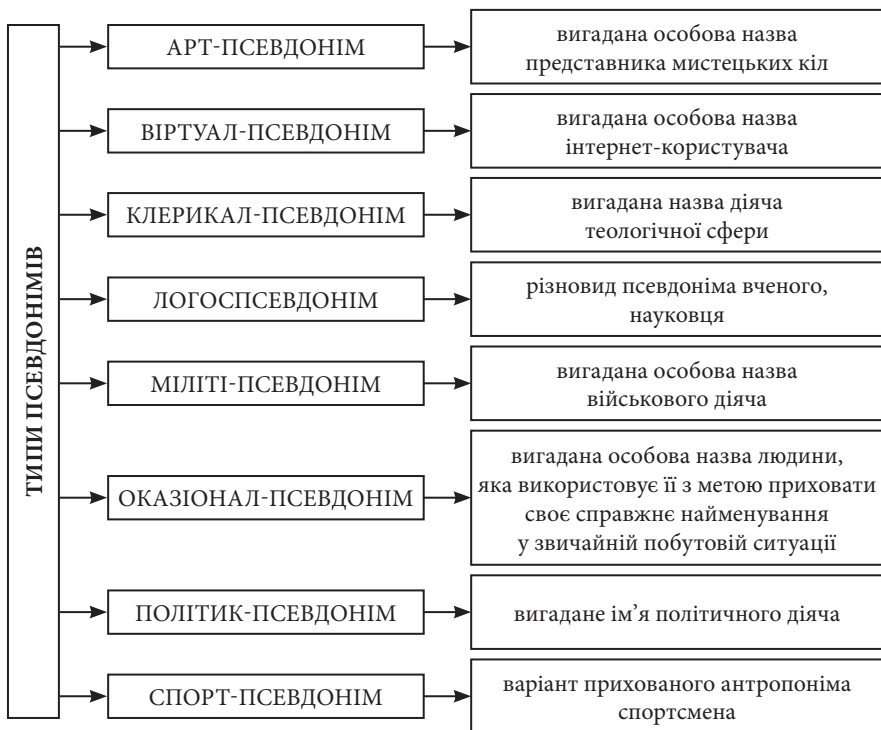 ТИПИ ПСЕВДОНІМІВ
АРТ-ПСЕВДОНІМ
вигадана особова назва
представника мистецьких кіл
ВІРТУАЛ-ПСЕВДОНІМ
вигадана особова назва
інтернет-користувача
КЛЕРИКАЛ-ПСЕВДОНІМ
вигадана назва діяча
теологічної сфери
ЛОГОСПСЕВДОНІМ
різновид псевдоніма вченого,
науковця
МІЛІТІ-ПСЕВДОНІМ
вигадана особова назва
військового діяча
ОКАЗІОНАЛ-ПСЕВДОНІМ
вигадана особова назва людини,
яка використовує її з метою приховати
своє справжнє найменування
у звичайній побутовій ситуації
ПОЛІТИК-ПСЕВДОНІМ
вигадане ім’я політичного діяча
СПОРТ-ПСЕВДОНІМ
варіант прихованого антропоніма
спортсмена